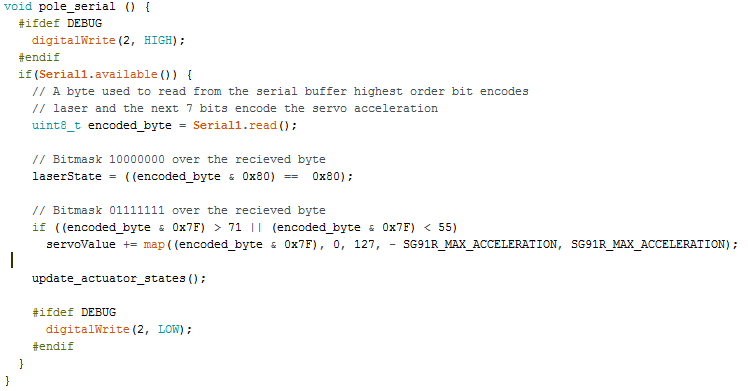 void pole_serial () {
  #ifdef DEBUG
    digitalWrite(2, HIGH);
  #endif
  if(Serial1.available()) {
    // A byte used to read from the serial buffer highest order bit encodes
    // laser and the next 7 bits encode the servo acceleration
    uint8_t encoded_byte = Serial1.read();

    // Bitmask 10000000 over the recieved byte
    laserState = ((encoded_byte & 0x80) ==  0x80);

    // Bitmask 01111111 over the recieved byte
    if ((encoded_byte & 0x7F) > 71 || (encoded_byte & 0x7F) < 55)
      servoValue += map((encoded_byte & 0x7F), 0, 127, - SG91R_MAX_ACCELERATION, SG91R_MAX_ACCELERATION);

    update_actuator_states();

    #ifdef DEBUG
      digitalWrite(2, LOW);
    #endif
  }
}